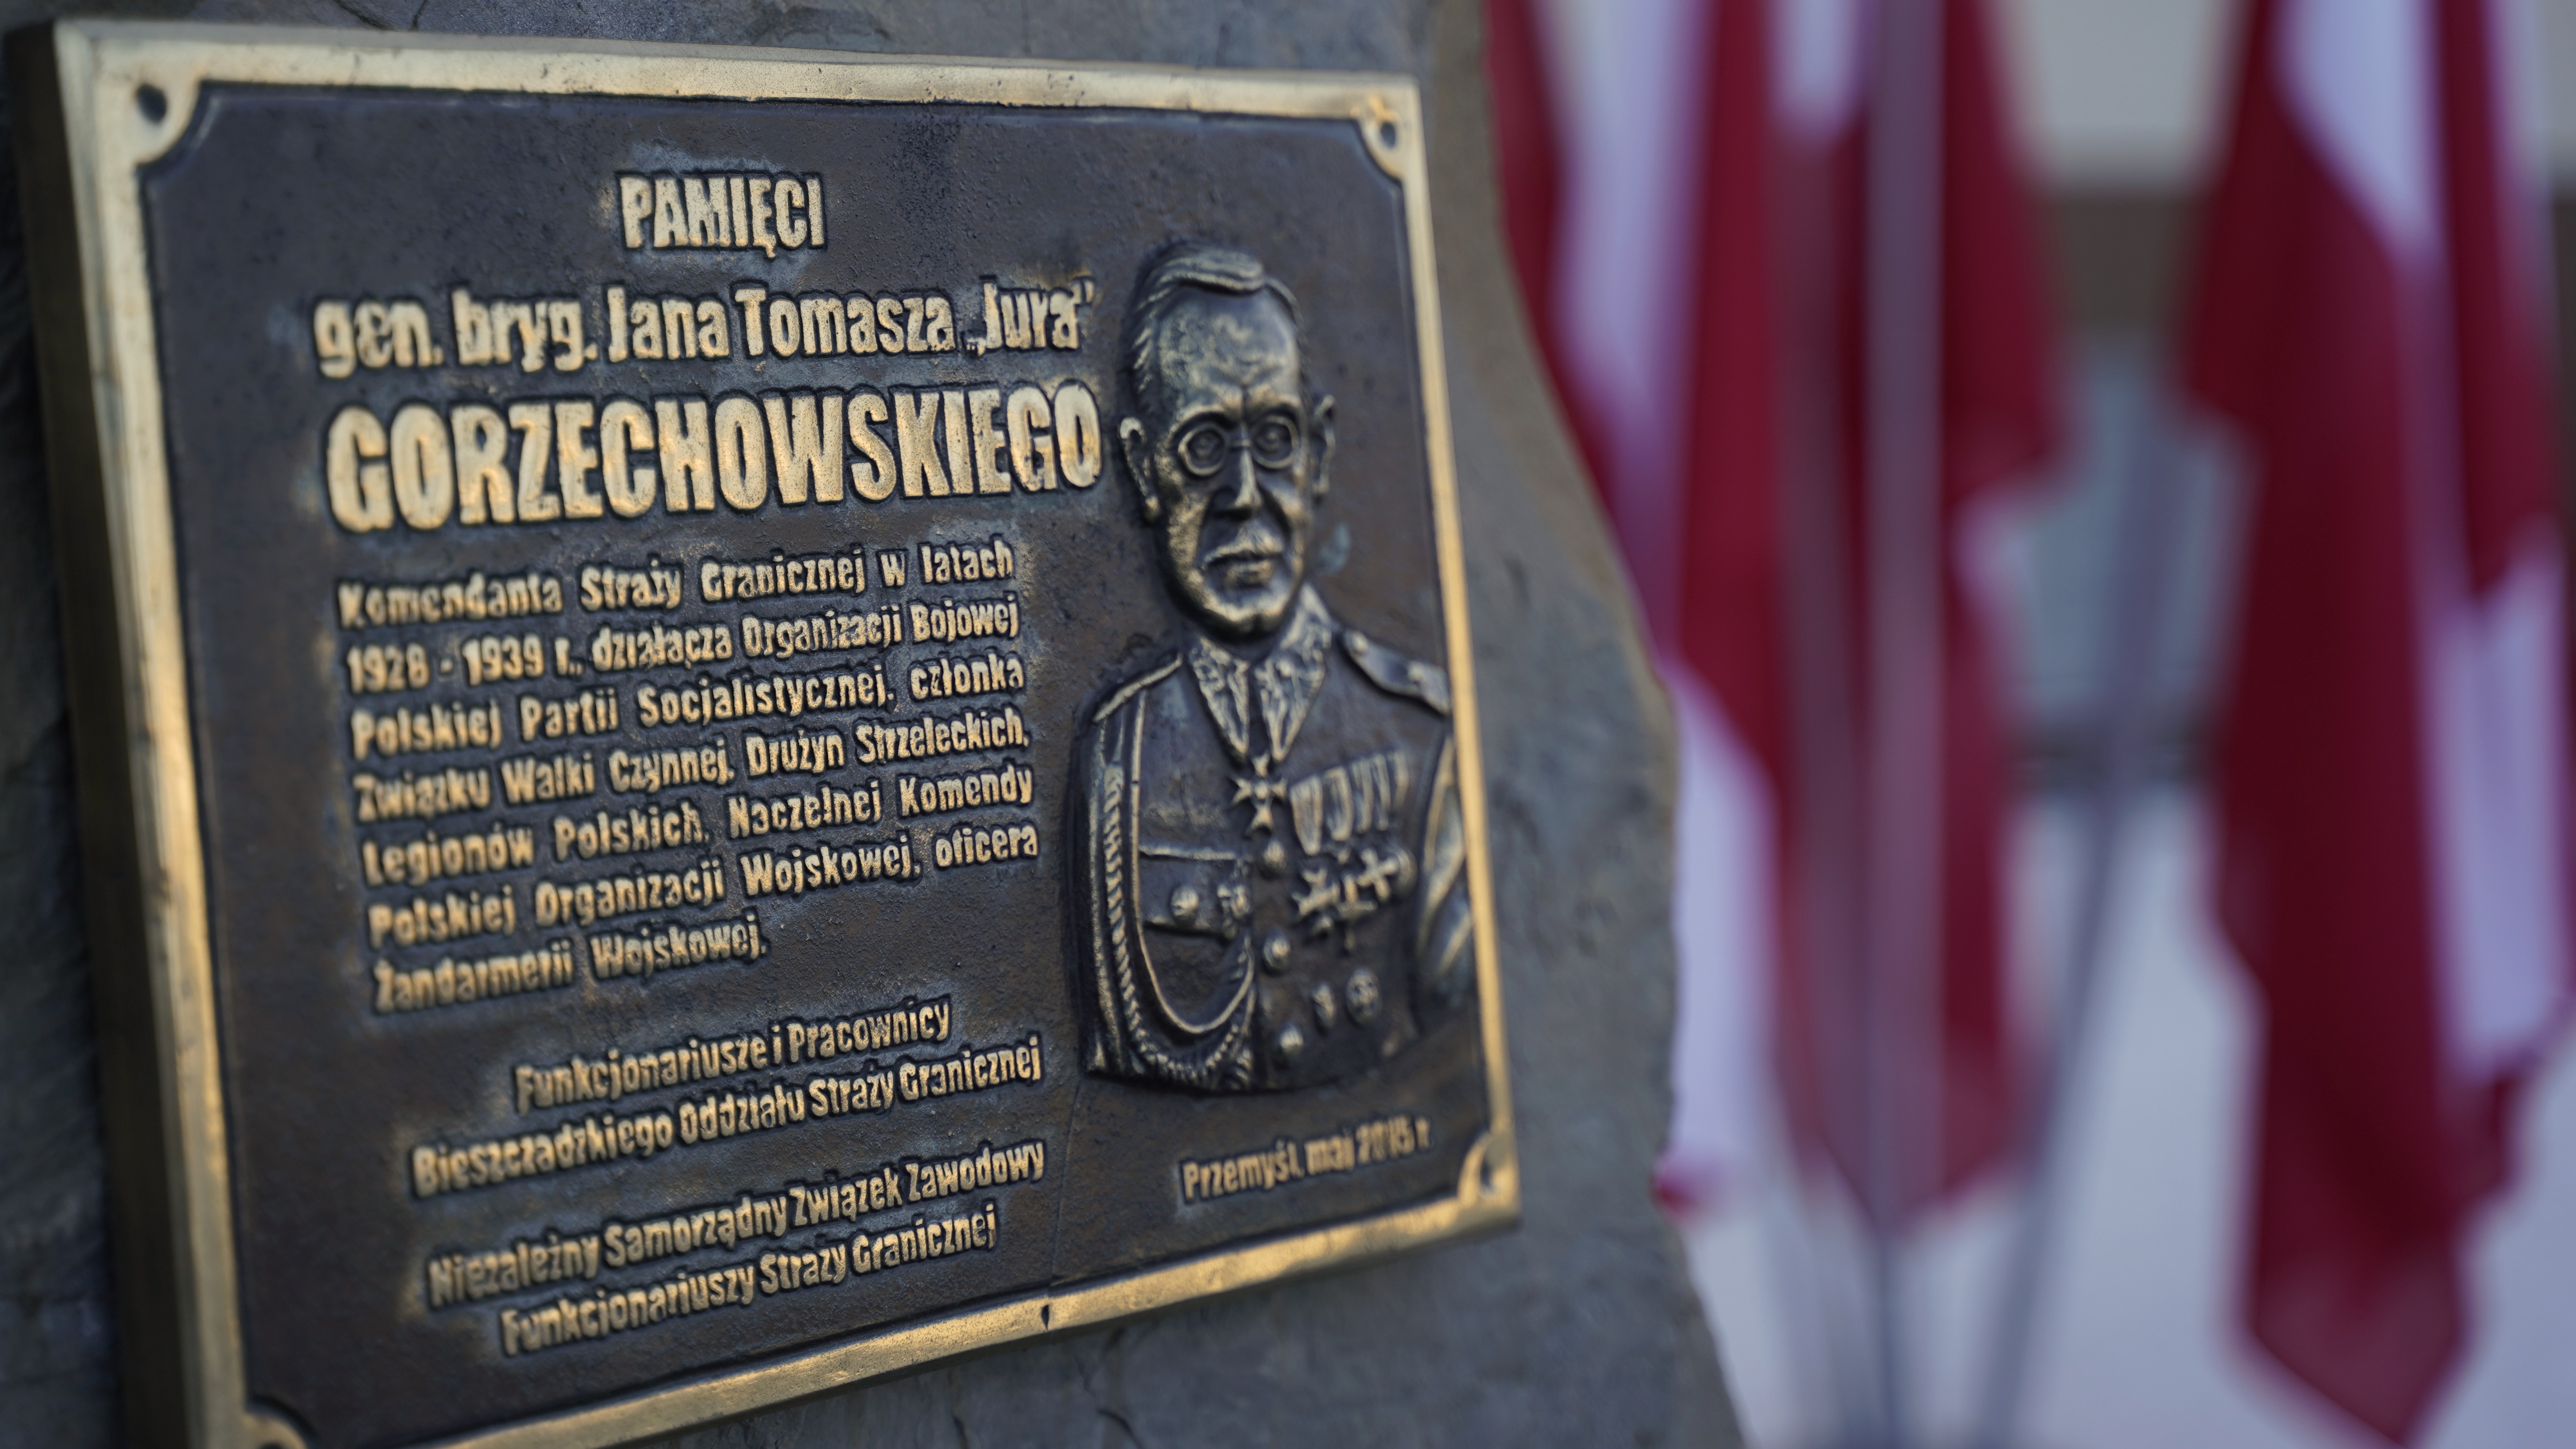 PAMIĘCI
gen. bryg. Jana Tomasza „Jura"
GORZECHOWSKIEGO
Komendanta Straży Granicznej w latach
1928 - 1939 r., działacza Organizacji Bojowej
Polskiej Partii Socjalistycznej, członka
Związku Walki Czynnej, Drużyn Strzeleckich,
Legionów Polskich, Naczelnej Komendy
Polskiej Organizacji Wojskowej, oficera
Żandarmerii Wojskowej.
Funkcjonariusze i Pracownicy
Bieszczadzkiego Oddziału Straży Granicznej
Niezależny Samorządny Związek Zawodowy
Funkcjonariuszy Straży Granicznej
Przemyśl, maj 2015 r.